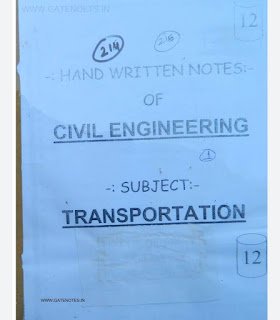 WWW.GATENOTES.IN
12
214
216
-: HAND WRITTEN NOTES:-
OF
CIVIL ENGINEERING
1
-: SUBJECT:-
TRANSPORTATION
12
WWW.GATENOTES.IN